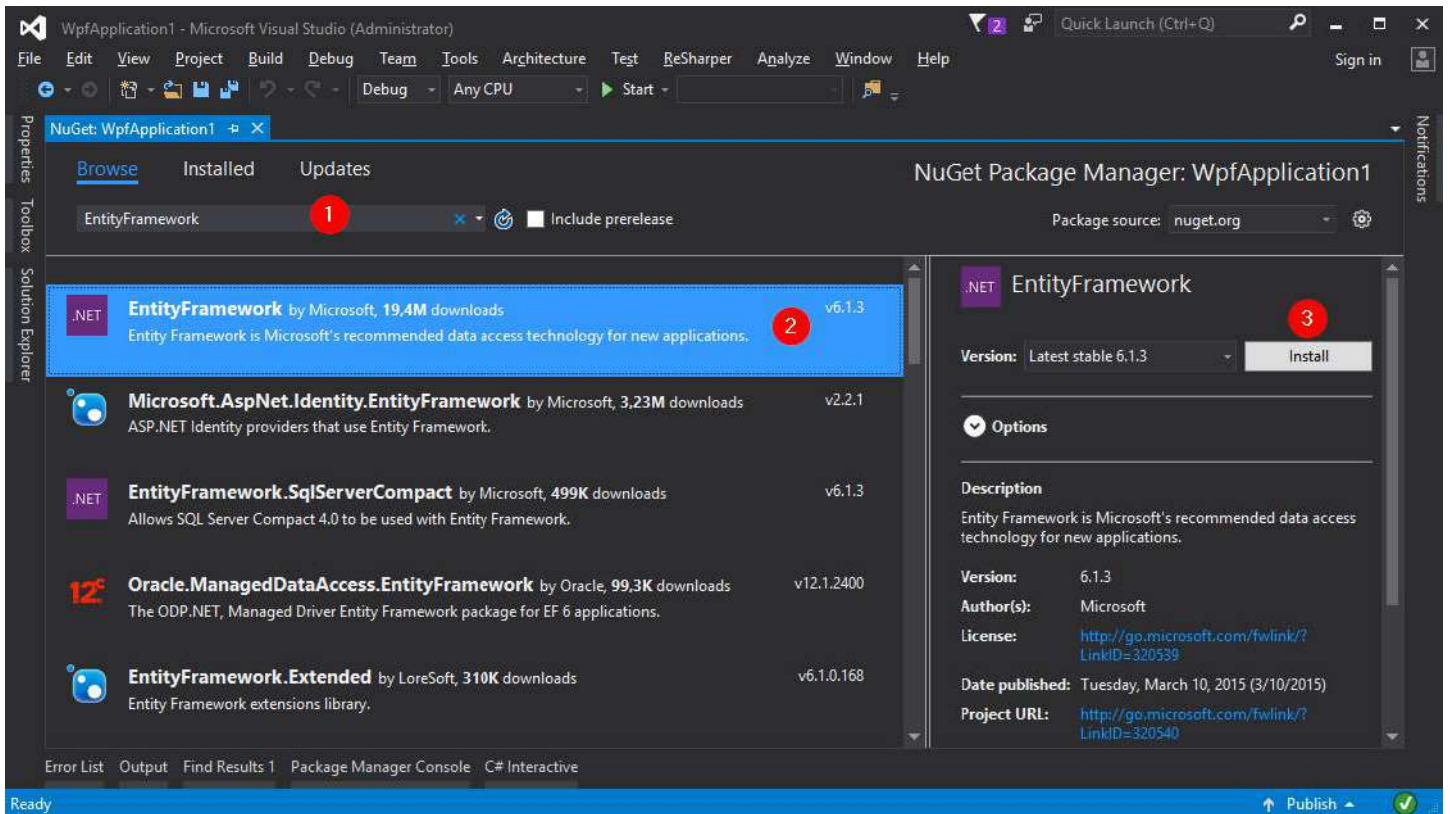 WpfApplication1 - Microsoft Visual Studio (Administrator)
2
Quick Launch (Ctrl+Q)
File Edit View Project Build Debug Team Tools Architecture Test ReSharper Analyze Window Help
Sign in
Debug Any CPU Start
Properties
Toolbox
Solution Explorer
Notifications
NuGet: WpfApplication1
Browse Installed Updates
NuGet Package Manager: WpfApplication1
EntityFramework
1
Include prerelease
Package source: nuget.org
.NET
EntityFramework by Microsoft, 19,4M downloads
v6.1.3
Entity Framework is Microsoft's recommended data access technology for new applications.
2
Microsoft.AspNet.Identity.EntityFramework by Microsoft, 3,23M downloads
v2.2.1
ASP.NET Identity providers that use Entity Framework.
.NET
EntityFramework.SqlServerCompact by Microsoft, 499K downloads
v6.1.3
Allows SQL Server Compact 4.0 to be used with Entity Framework.
12c
Oracle.ManagedDataAccess.EntityFramework by Oracle, 99,3K downloads
v12.1.2400
The ODP.NET, Managed Driver Entity Framework package for EF 6 applications.
EntityFramework.Extended by LoreSoft, 310K downloads
v6.1.0.168
Entity Framework extensions library.
.NET
EntityFramework
3
Version: Latest stable 6.1.3
Install
Options
Description
Entity Framework is Microsoft's recommended data access
technology for new applications.
Version: 6.1.3
Author(s): Microsoft
License: http://go.microsoft.com/fwlink/?
LinkID=320539
Date published: Tuesday, March 10, 2015 (3/10/2015)
Project URL: http://go.microsoft.com/fwlink/?
LinkID=320540
Error List Output Find Results 1 Package Manager Console C# Interactive
Ready
Publish